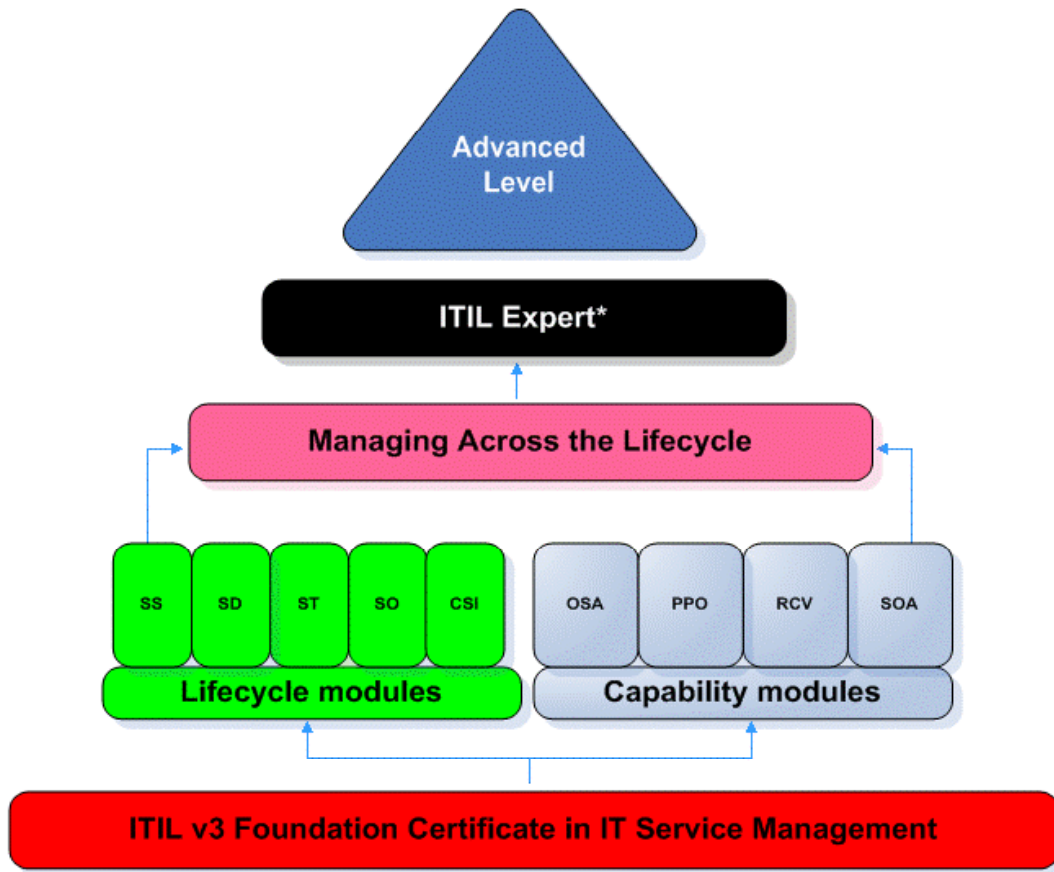 Advanced
Level
ITIL Expert*
Managing Across the Lifecycle
SS SD ST SO CSI OSA PPO RCV SOA
Lifecycle modules Capability modules
ITIL v3 Foundation Certificate in IT Service Management